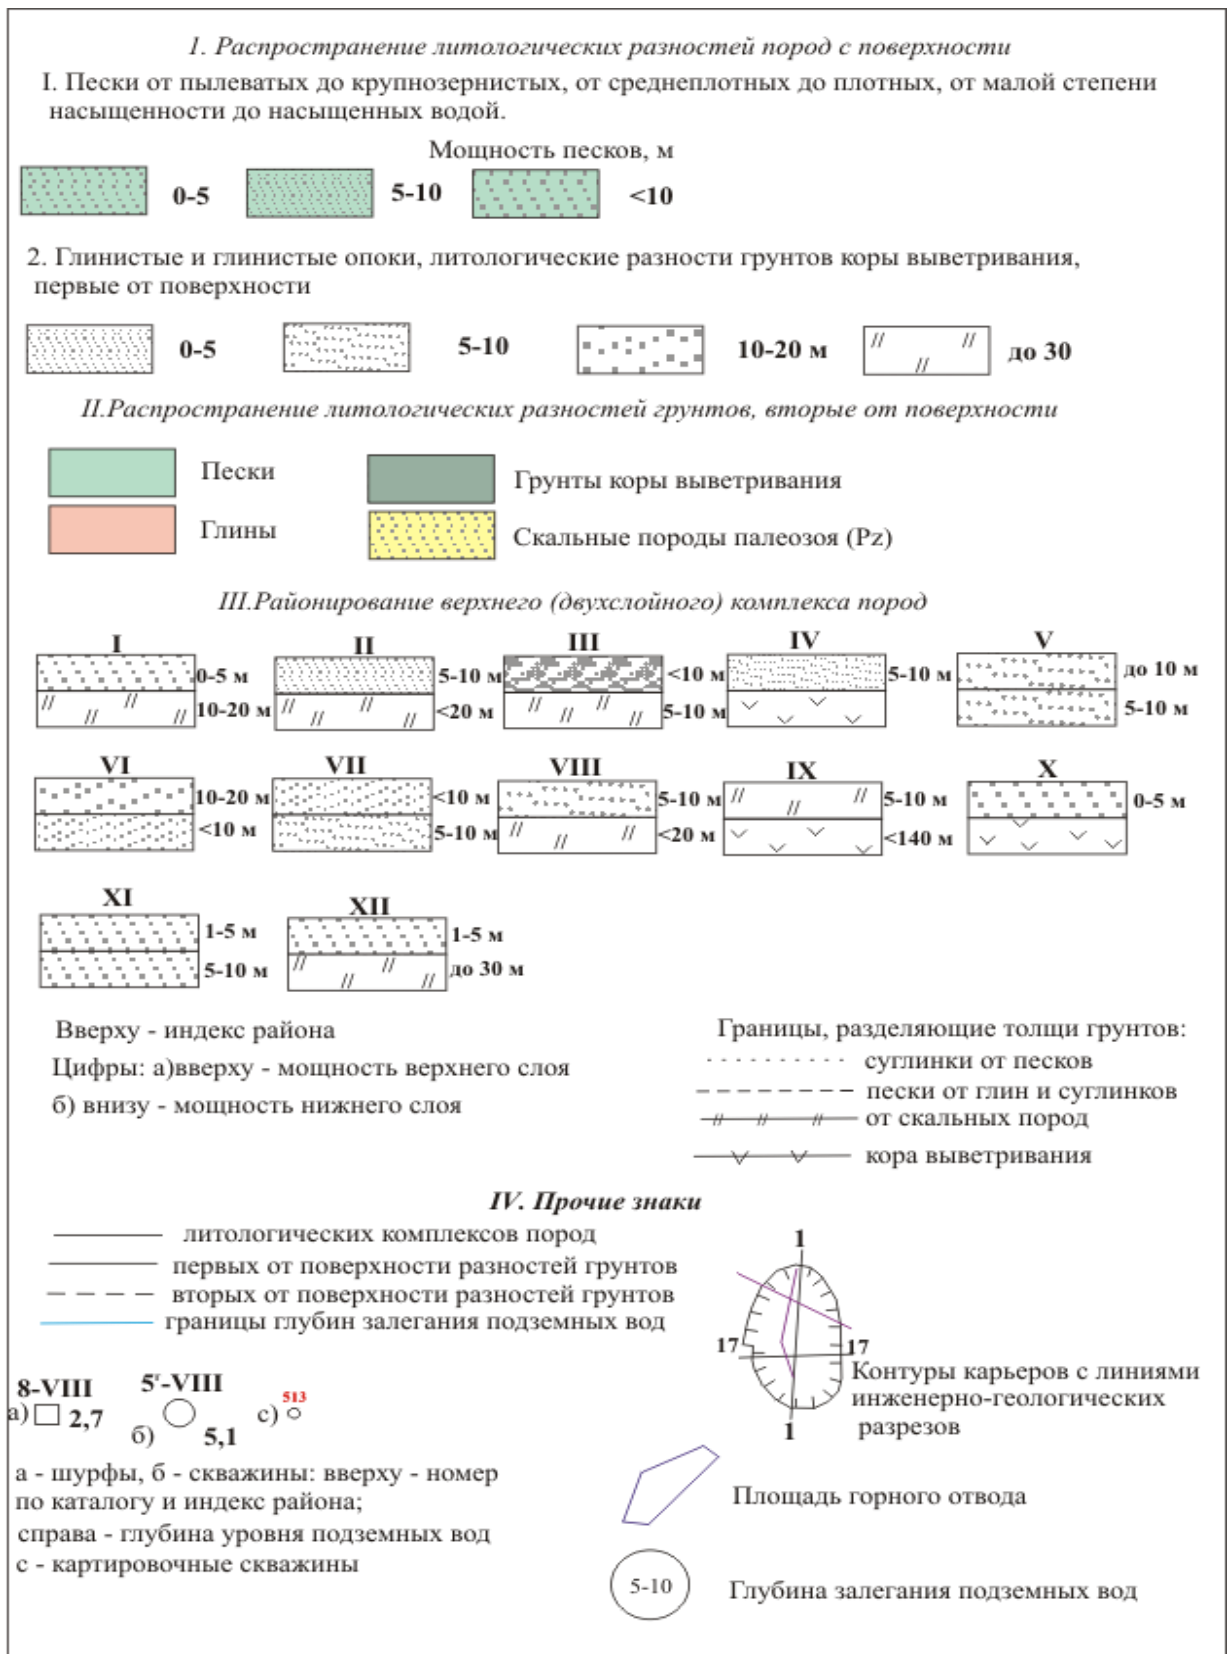 1. Распространение литологических разностей пород с поверхности
I. Пески от пылеватых до крупнозернистых, от среднеплотных до плотных, от малой степени
насыщенности до насыщенных водой.
Мощность песков, м
0-5 5-10 <10
2. Глинистые и глинистые опоки, литологические разности грунтов коры выветривания,
первые от поверхности
0-5 5-10 10-20 м до 30
II.Распространение литологических разностей грунтов, вторые от поверхности
Пески Грунты коры выветривания
Глины Скальные породы палеозоя (Pz)
III.Районирование верхнего (двухслойного) комплекса пород
I II III IV V
0-5 м 5-10 м <10 м 5-10 м до 10 м
10-20 м <20 м 5-10 м 5-10 м
VI VII VIII IX X
10-20 м <10 м 5-10 м 5-10 м 0-5 м
<10 м 5-10 м <20 м <140 м
XI XII
1-5 м 1-5 м
5-10 м до 30 м
Вверху - индекс района
Цифры: а)вверху - мощность верхнего слоя
б) внизу - мощность нижнего слоя
Границы, разделяющие толщи грунтов:
суглинки от песков
пески от глин и суглинков
от скальных пород
кора выветривания
IV. Прочие знаки
литологических комплексов пород
первых от поверхности разностей грунтов
вторых от поверхности разностей грунтов
границы глубин залегания подземных вод
1
17 17
1
Контуры карьеров с линиями
инженерно-геологических
разрезов
8-VIII 5г-VIII 513
а) 2,7 б) 5,1 с)
а - шурфы, б - скважины: вверху - номер
по каталогу и индекс района;
справа - глубина уровня подземных вод
с - картировочные скважины
Площадь горного отвода
5-10 Глубина залегания подземных вод